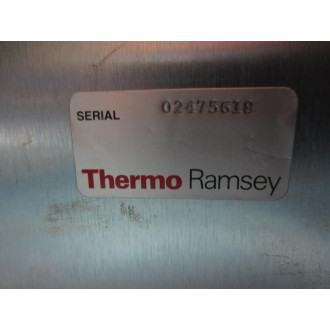 SERIAL 02475618
Thermo Ramsey